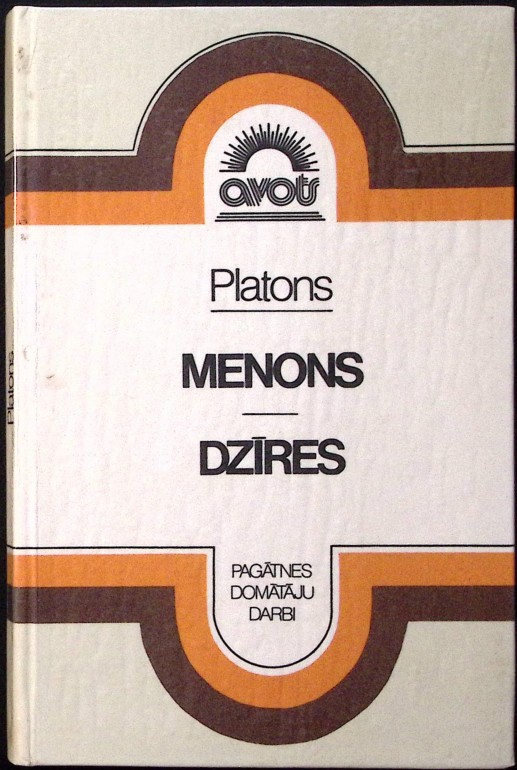 avots
Platons
MENONS
DZĪRES
PAGĀTNES
DOMĀTĀJU
DARBI
Platons